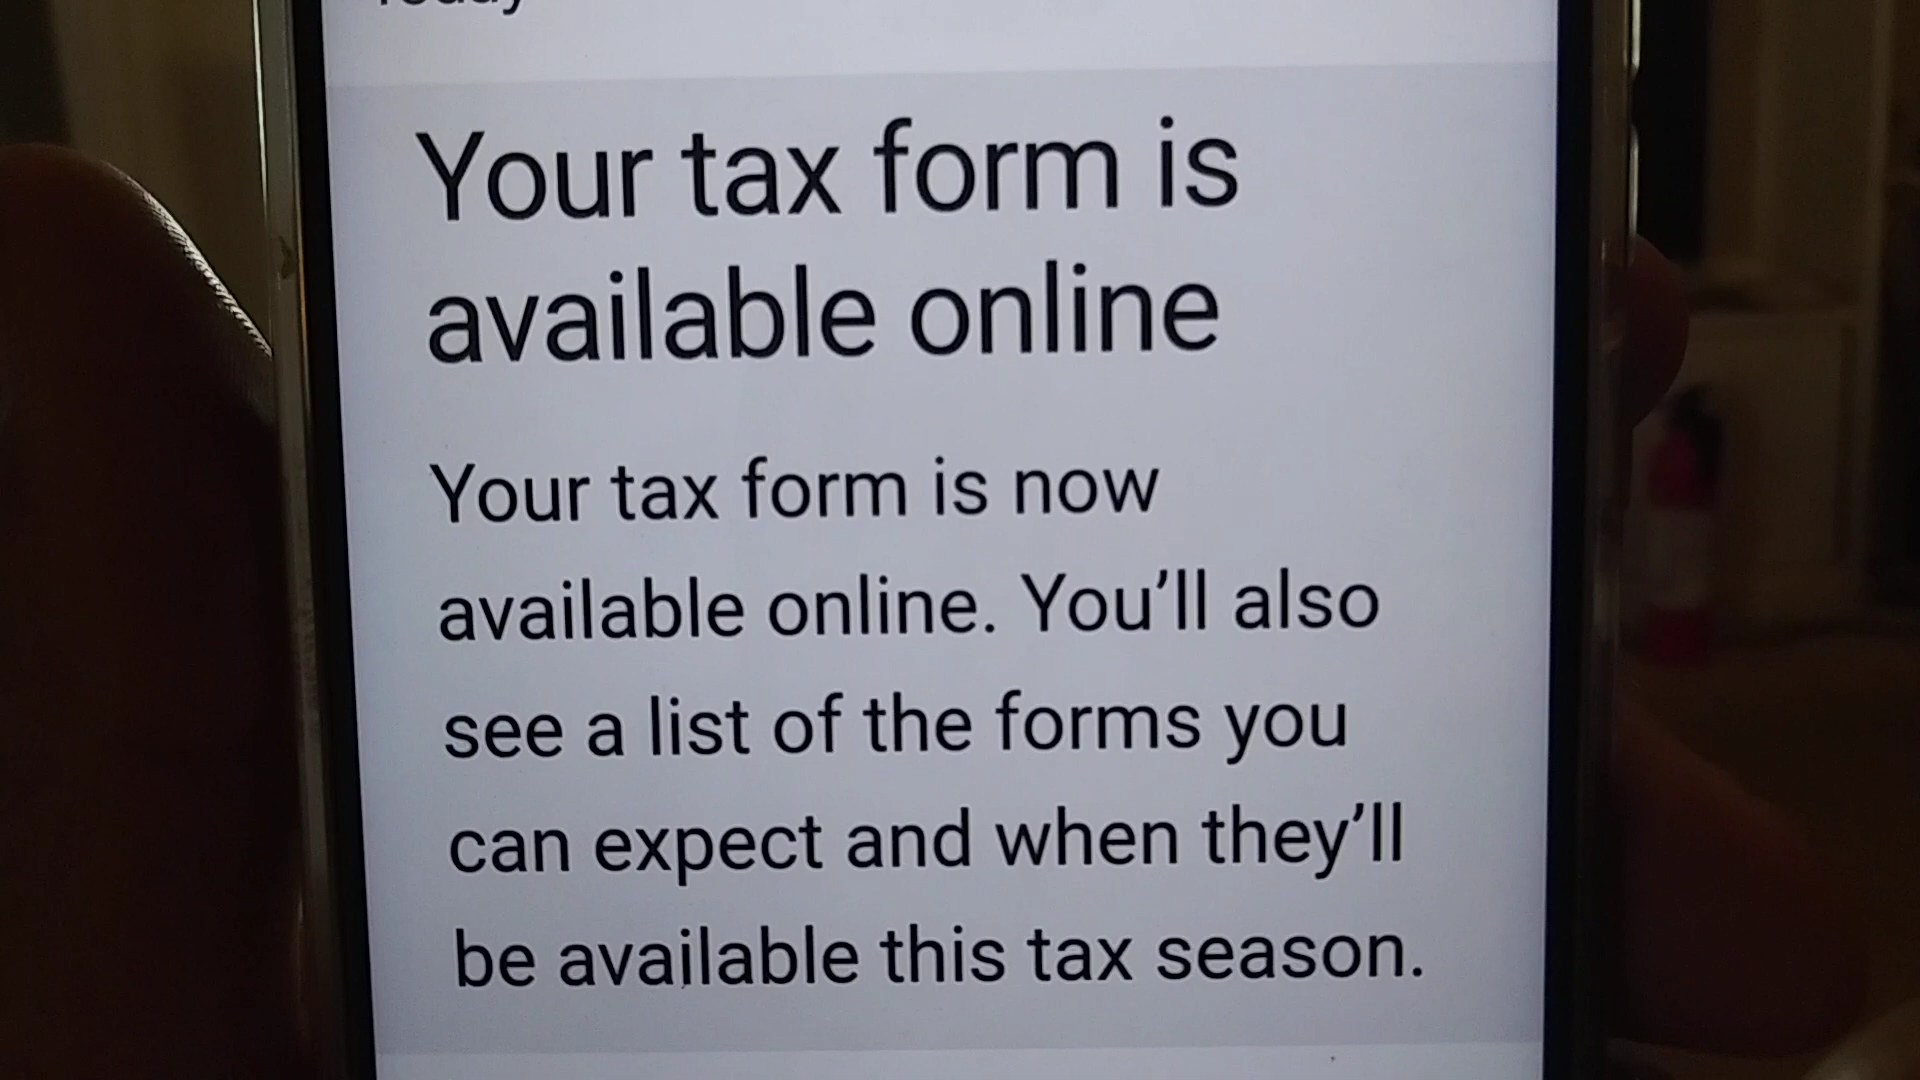 Today
Your tax form is
available online
Your tax form is now
available online. You’ll also
see a list of the forms you
can expect and when they’ll
be available this tax season.